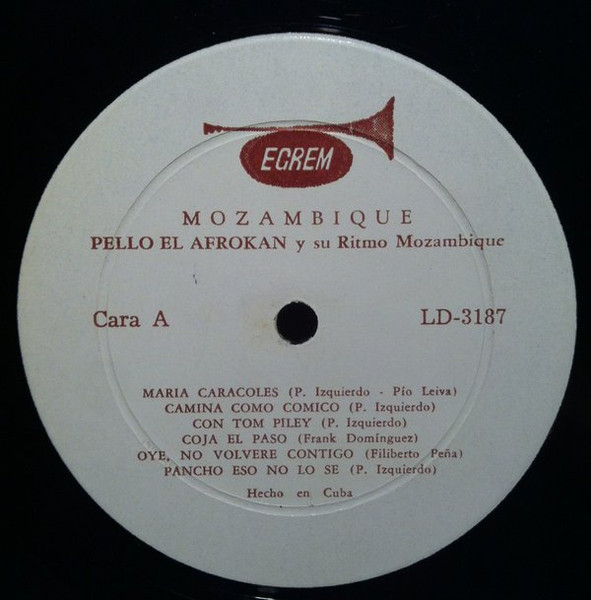 EGREM
MOZAMBIQUE
PELLO EL AFROKAN y su Ritmo Mozambique
Cara A
LD-3187
MARIA CARACOLES (P. Izquierdo - Pío Leiva)
CAMINA COMO COMICO (P. Izquierdo)
CON TOM PILEY (P. Izquierdo)
COJA EL PASO (Frank Domínguez)
OYE, NO VOLVERE CONTIGO (Filiberto Peña)
PANCHO ESO NO LO SE (P. Izquierdo)
Hecho en Cuba